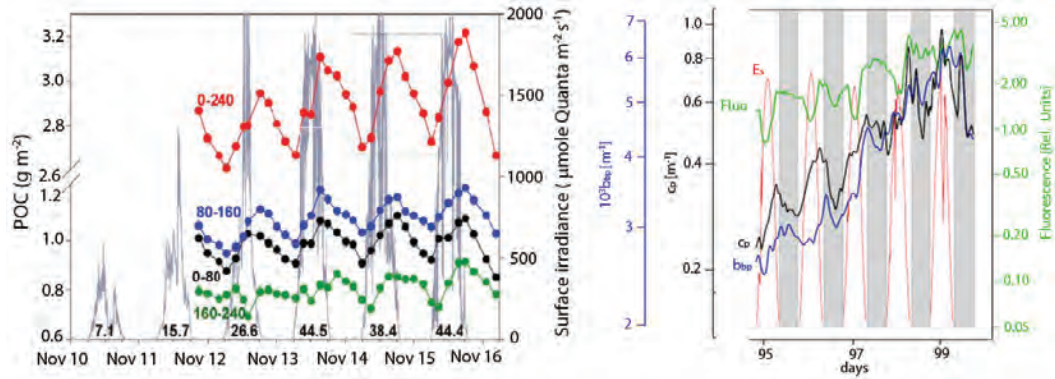 POC (g m⁻²)
3.2
3.0
2.8
2.6
1.2
1.0
0.8
0.6
0-240
80-160
0-80
160-240
7.1
15.7
26.6
44.5
38.4
44.4
Nov 10
Nov 11
Nov 12
Nov 13
Nov 14
Nov 15
Nov 16
2000
1500
1000
500
0
Surface irradiance ( µmole Quanta m⁻² s⁻¹)
7
6
5
4
3
2
10³b_bp [m⁻¹]
1.0
0.8
0.6
0.4
0.2
c_p [m⁻¹]
Es
Fluo
cp
bbp
95
97
99
days
5.00
2.00
1.00
0.50
0.20
0.10
0.05
Fluorescence [Rel. Units]